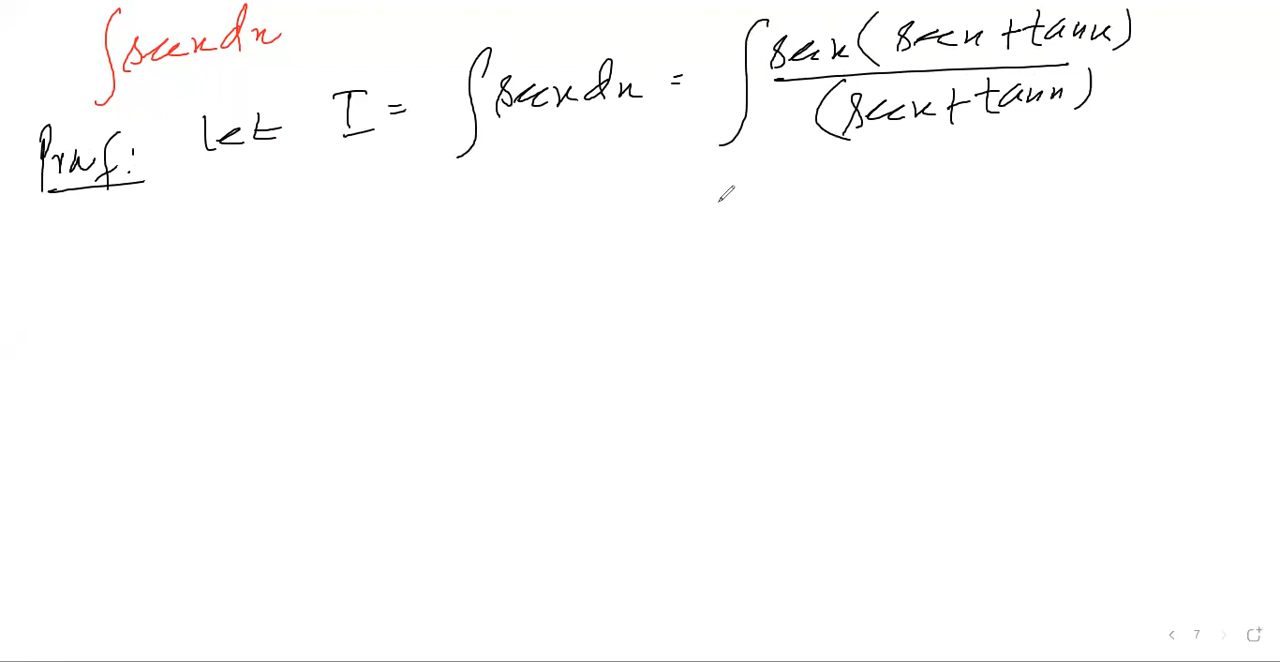 ∫secx dx
Proof: let I = ∫secx dx = ∫ secx(secx + tanx) / (secx + tanx)
7